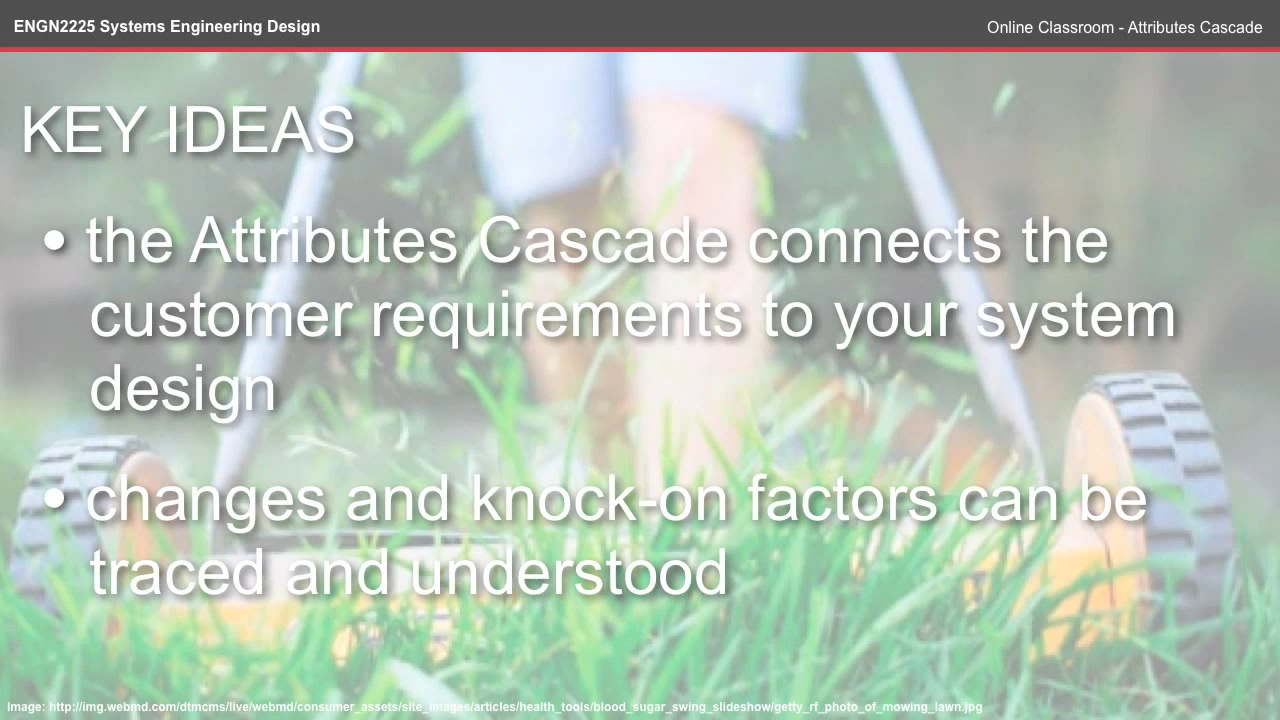 ENGN2225 Systems Engineering Design
Online Classroom - Attributes Cascade
KEY IDEAS
• the Attributes Cascade connects the
customer requirements to your system
design
• changes and knock-on factors can be
traced and understood
Image: http://img.webmd.com/dtmcms/live/webmd/consumer_assets/site_images/articles/health_tools/blood_sugar_swing_slideshow/getty_rf_photo_of_mowing_lawn.jpg